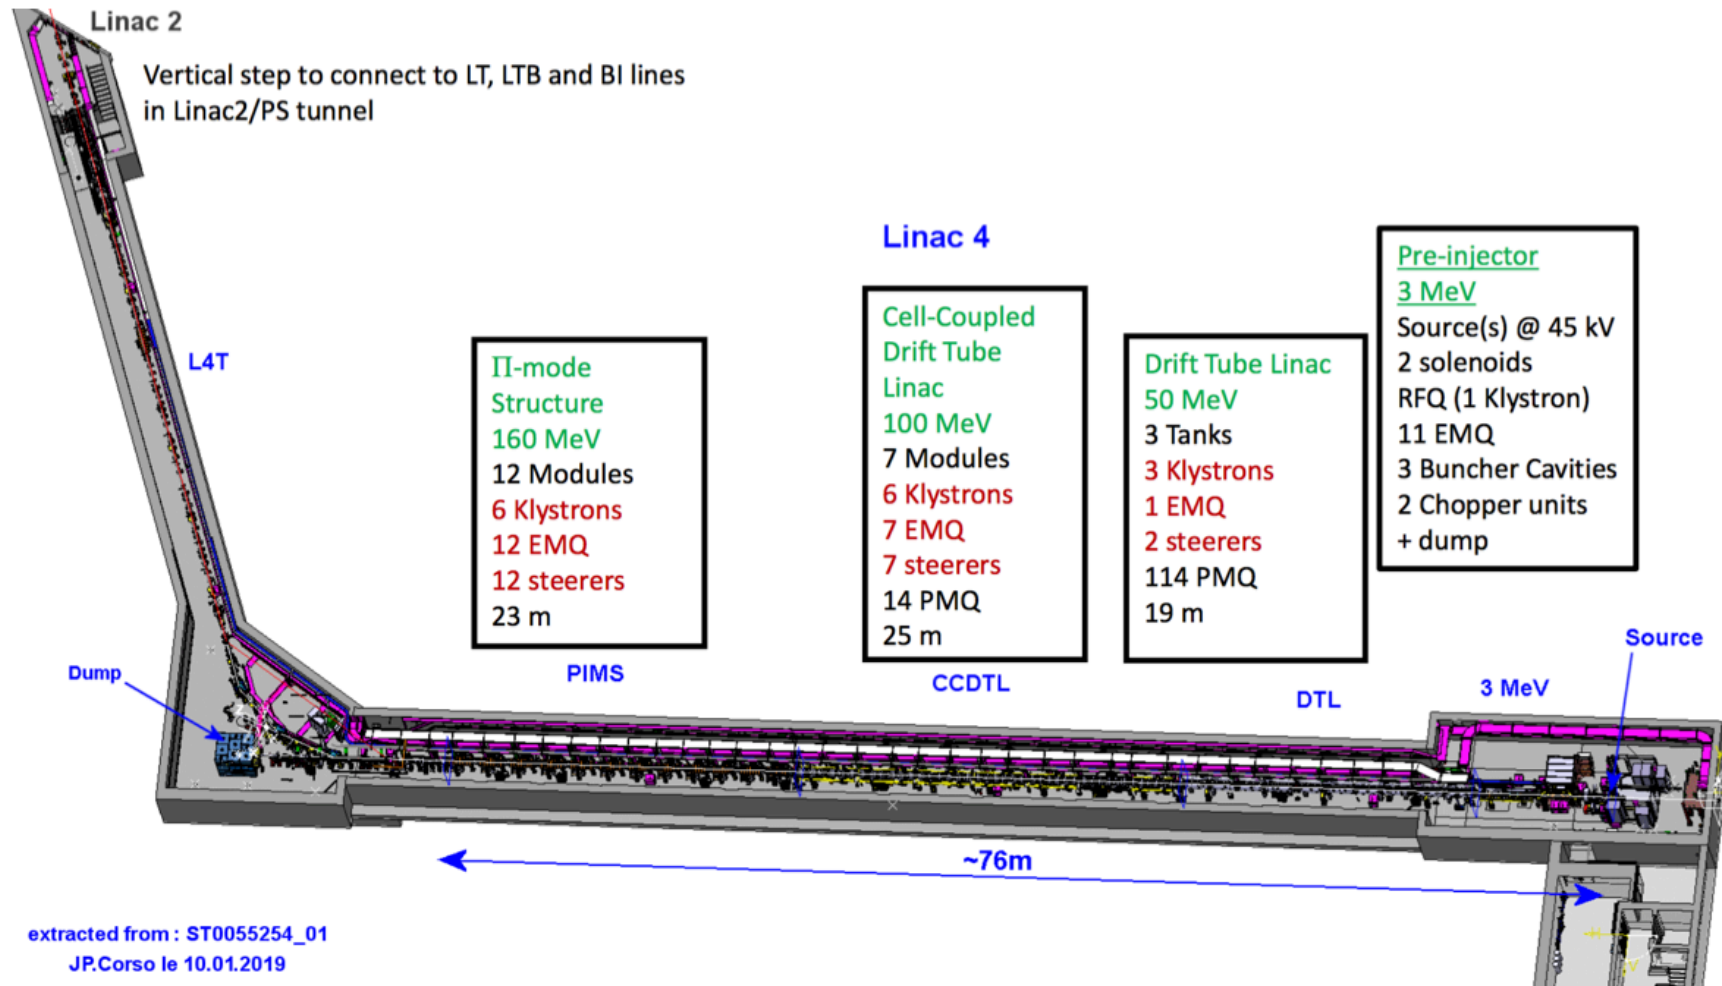 Linac 2
Vertical step to connect to LT, LTB and BI lines
in Linac2/PS tunnel
Linac 4
L4T
Π-mode
Structure
160 MeV
12 Modules
6 Klystrons
12 EMQ
12 steerers
23 m
PIMS
Cell-Coupled
Drift Tube
Linac
100 MeV
7 Modules
6 Klystrons
7 EMQ
7 steerers
14 PMQ
25 m
CCDTL
Drift Tube Linac
50 MeV
3 Tanks
3 Klystrons
1 EMQ
2 steerers
114 PMQ
19 m
DTL
Pre-injector
3 MeV
Source(s) @ 45 kV
2 solenoids
RFQ (1 Klystron)
11 EMQ
3 Buncher Cavities
2 Chopper units
+ dump
3 MeV
Source
Dump
~76m
extracted from : ST0055254_01
JP.Corso le 10.01.2019